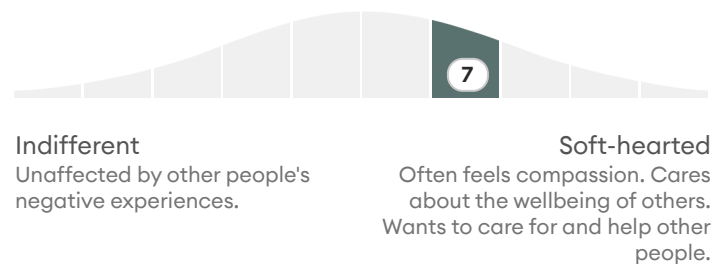 7
Indifferent
Unaffected by other people's
negative experiences.
Soft-hearted
Often feels compassion. Cares
about the wellbeing of others.
Wants to care for and help other
people.